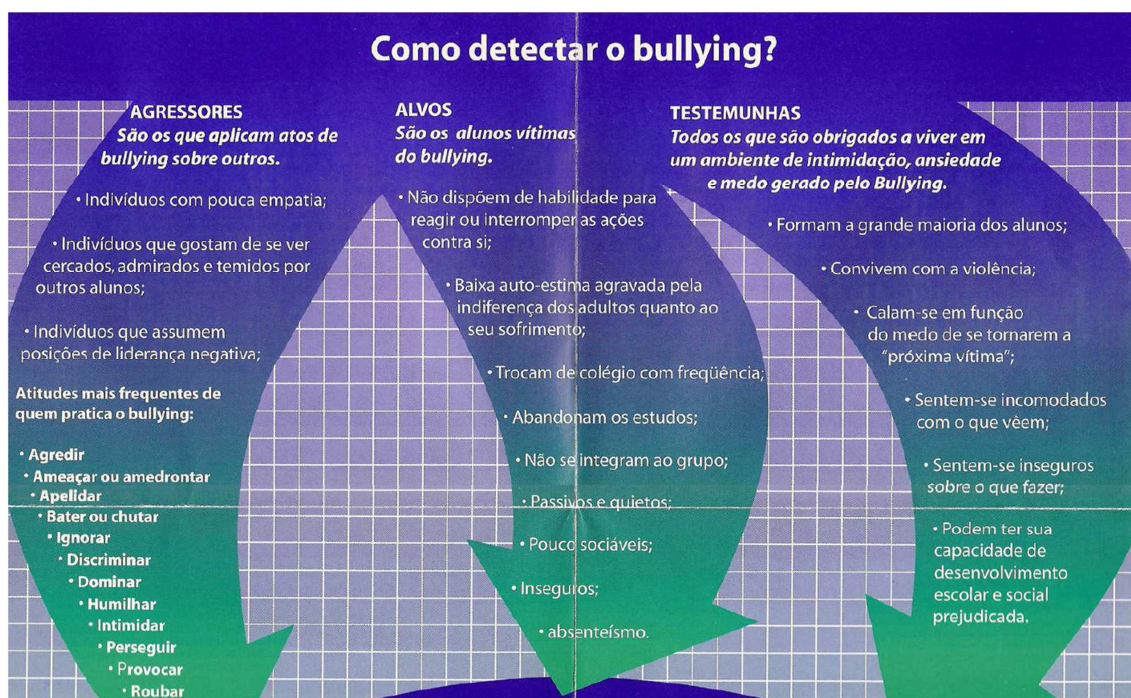 Como detectar o bullying?
AGRESSORES
São os que aplicam atos de
bullying sobre outros.
• Indivíduos com pouca empatia;
• Indivíduos que gostam de se ver
cercados, admirados e temidos por
outros alunos;
• Indivíduos que assumem
posições de liderança negativa;
Atitudes mais frequentes de
quem pratica o bullying:
• Agredir
• Ameaçar ou amedrontar
• Apelidar
• Bater ou chutar
• Ignorar
• Discriminar
• Dominar
• Humilhar
• Intimidar
• Perseguir
• Provocar
• Roubar
ALVOS
São os alunos vítimas
do bullying.
• Não dispõem de habilidade para
reagir ou interromper as ações
contra si;
• Baixa auto-estima agravada pela
indiferença dos adultos quanto ao
seu sofrimento;
• Trocam de colégio com freqüência;
• Abandonam os estudos;
• Não se integram ao grupo;
• Passivos e quietos;
• Pouco sociáveis;
• Inseguros;
• absenteísmo.
TESTEMUNHAS
Todos os que são obrigados a viver em
um ambiente de intimidação, ansiedade
e medo gerado pelo Bullying.
• Formam a grande maioria dos alunos;
• Convivem com a violência;
• Calam-se em função
do medo de se tornarem a
“próxima vítima”;
• Sentem-se incomodados
com o que vêem;
• Sentem-se inseguros
sobre o que fazer;
• Podem ter sua
capacidade de
desenvolvimento
escolar e social
prejudicada.